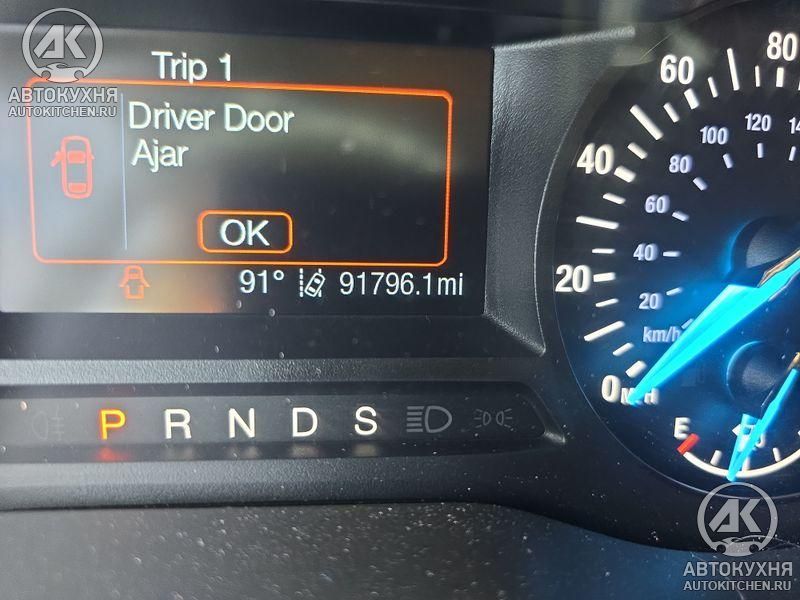 AK
АВТОКУХНЯ
AUTOKITCHEN.RU
Trip 1
Driver Door
Ajar
OK
91° 91796.1mi
P R N D S
80
60
40
20
0
120
100
80
60
40
20
km/h
E
АК
АВТОКУХНЯ
AUTOKITCHEN.RU